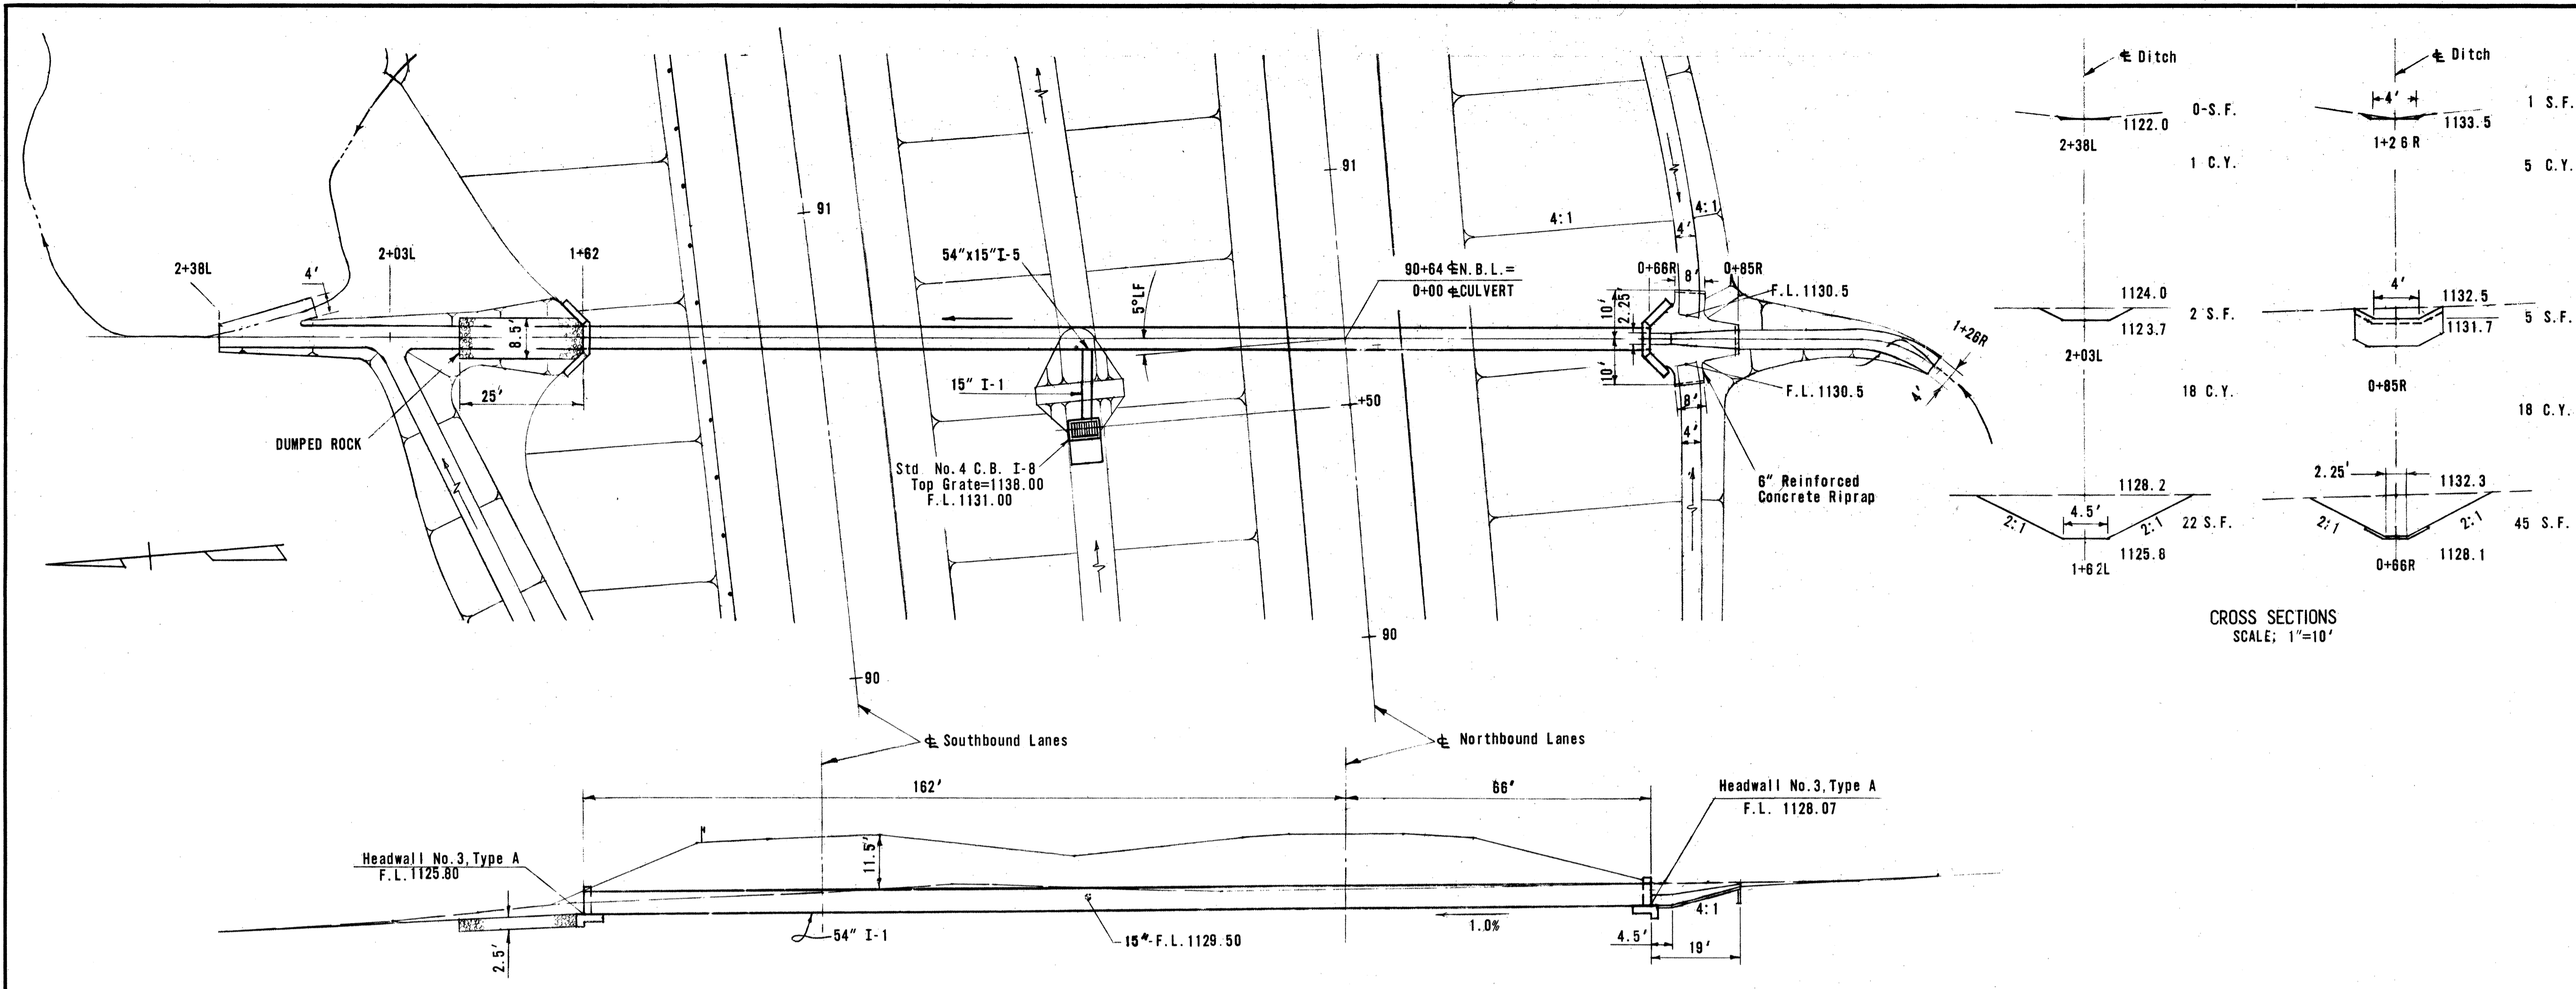 2+38L
4'
2+03L
1+62
8.5'
25'
DUMPED ROCK
91
90
54"x15"I-5
15" I-1
Std No.4 C.B. I-8
Top Grate=1138.00
F.L.1131.00
5°LF
90+64 ℄N.B.L.=
0+00 ℄CULVERT
91
+50
90
4:1
4:1
4'
0+66R
8'
0+85R
10'
2.25'
F.L.1130.5
10'
F.L.1130.5
8'
4'
1+26R
4'
6" Reinforced
Concrete Riprap
℄ Southbound Lanes
℄ Northbound Lanes
162'
66'
Headwall No.3,Type A
F.L. 1128.07
Headwall No.3,Type A
F.L.1125.80
11.5'
2.5'
54" I-1
15"-F.L.1129.50
1.0%
4:1
4.5'
19'
℄ Ditch
0-S.F.
1122.0
2+38L
1 C.Y.
1124.0
2 S.F.
1123.7
2+03L
18 C.Y.
1128.2
4.5'
2:1
2:1
22 S.F.
1125.8
1+62L
℄ Ditch
4'
1 S.F.
1133.5
1+26R
5 C.Y.
4'
1132.5
5 S.F.
1131.7
0+85R
18 C.Y.
2.25'
1132.3
2:1
2:1
45 S.F.
1128.1
0+66R
CROSS SECTIONS
SCALE; 1"=10'